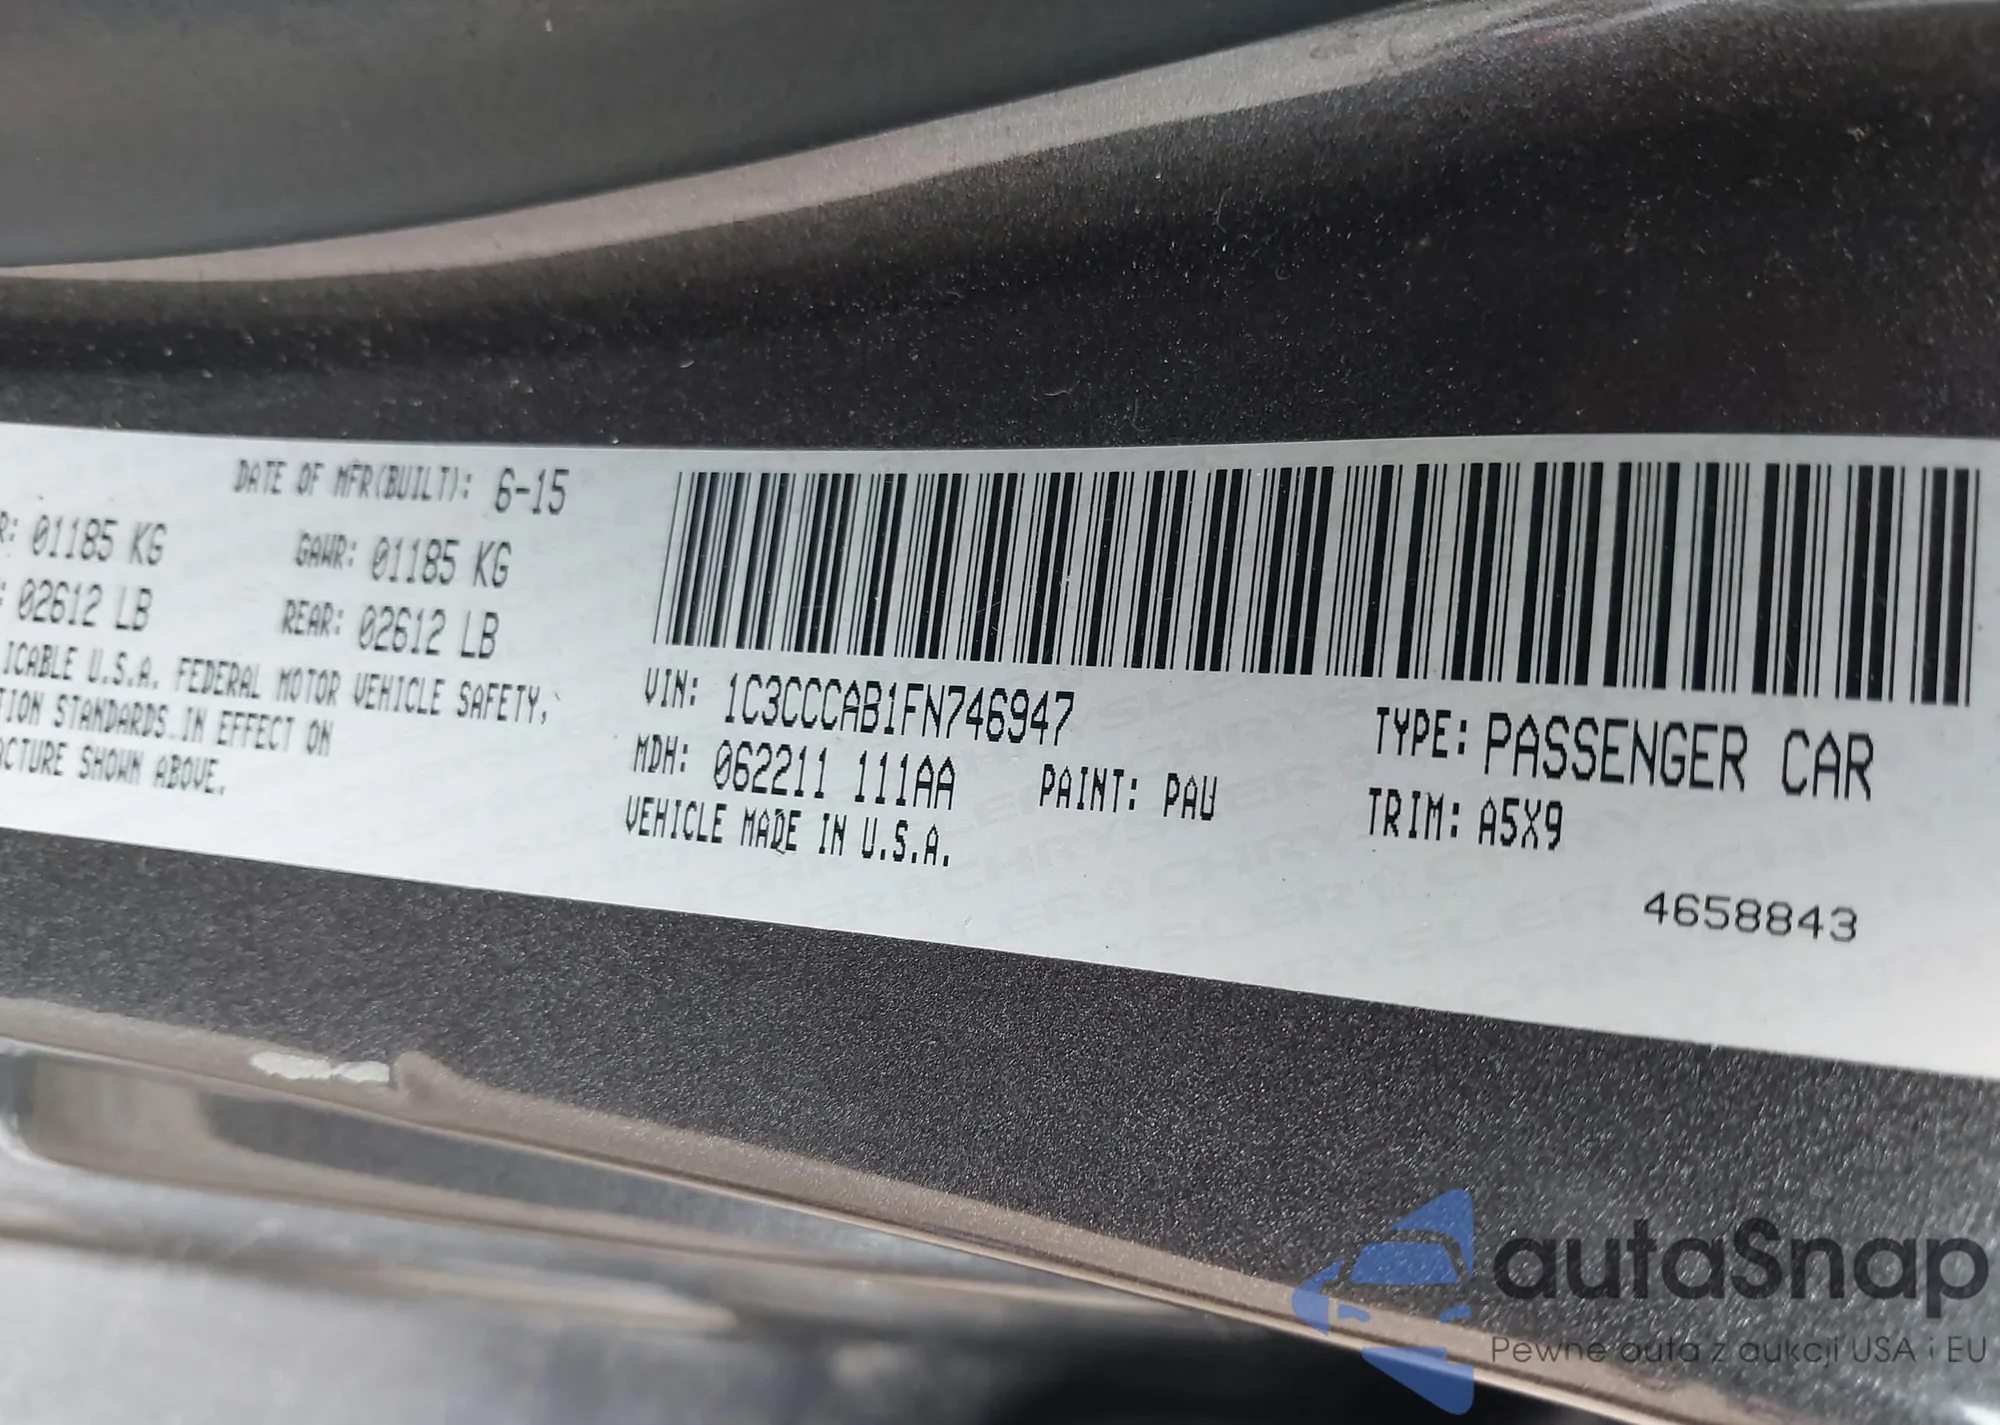 DATE OF MFR(BUILT): 6-15
R: 01185 KG GAWR: 01185 KG
: 02612 LB REAR: 02612 LB
ICABLE U.S.A. FEDERAL MOTOR VEHICLE SAFETY,
TION STANDARDS IN EFFECT ON
ACTURE SHOWN ABOVE.
VIN: 1C3CCCAB1FN746947 TYPE: PASSENGER CAR
MDH: 062211 111AA PAINT: PAU TRIM: A5X9
VEHICLE MADE IN U.S.A.
4658843
autaSnap
Pewne auta z aukcji USA i EU